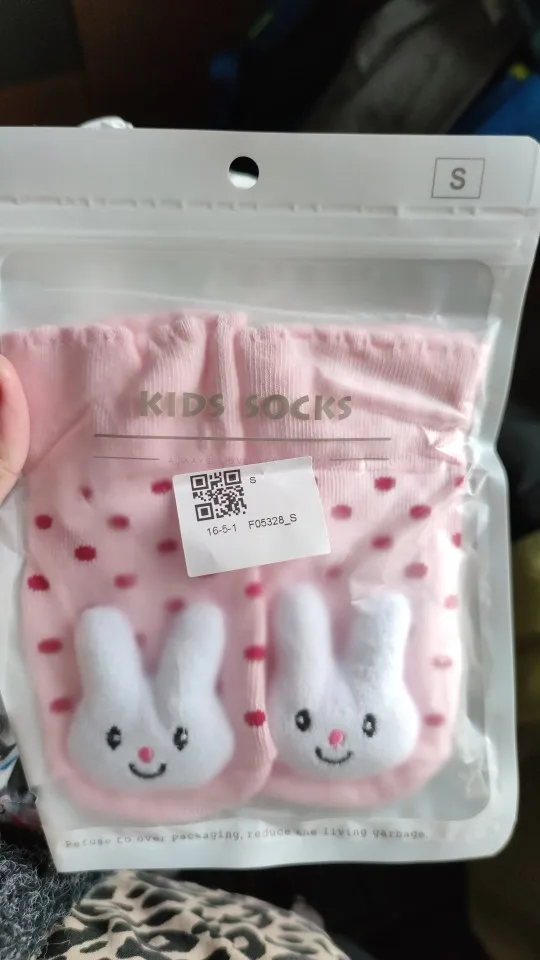 S
KIDS SOCKS
S
16-5-1 F05328_S
Refuse to over packaging, reduce the living garbage.